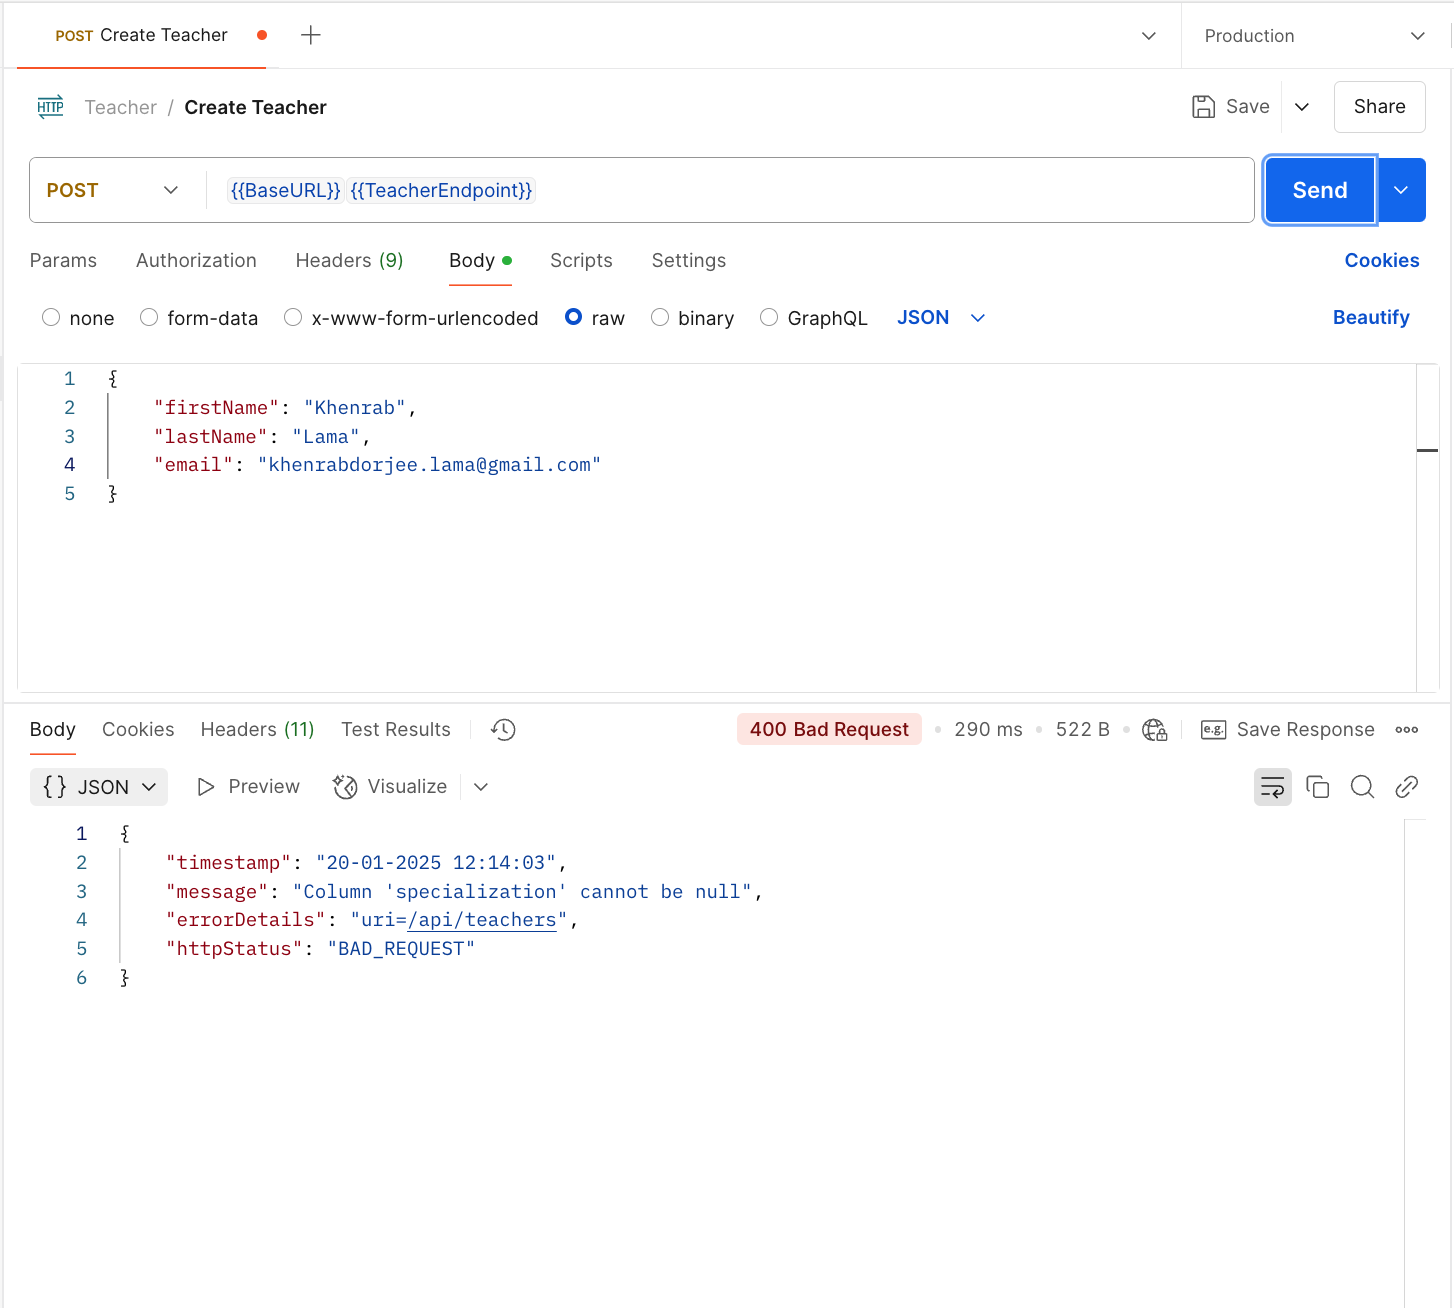 POST Create Teacher
Production
HTTP Teacher / Create Teacher Save Share
POST {{BaseURL}} {{TeacherEndpoint}} Send
Params Authorization Headers (9) Body Scripts Settings Cookies
none form-data x-www-form-urlencoded raw binary GraphQL JSON Beautify
1 {
2 "firstName": "Khenrab",
3 "lastName": "Lama",
4 "email": "khenrabdorjee.lama@gmail.com"
5 }
Body Cookies Headers (11) Test Results 400 Bad Request 290 ms 522 B e.g. Save Response
{} JSON Preview Visualize
1 {
2 "timestamp": "20-01-2025 12:14:03",
3 "message": "Column 'specialization' cannot be null",
4 "errorDetails": "uri=/api/teachers",
5 "httpStatus": "BAD_REQUEST"
6 }